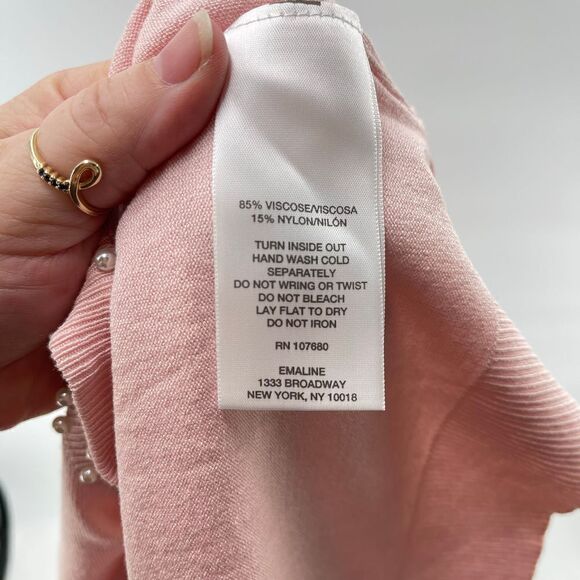 85% VISCOSE/VISCOSA
15% NYLON/NILÓN
TURN INSIDE OUT
HAND WASH COLD
SEPARATELY
DO NOT WRING OR TWIST
DO NOT BLEACH
LAY FLAT TO DRY
DO NOT IRON
RN 107680
EMALINE
1333 BROADWAY
NEW YORK, NY 10018